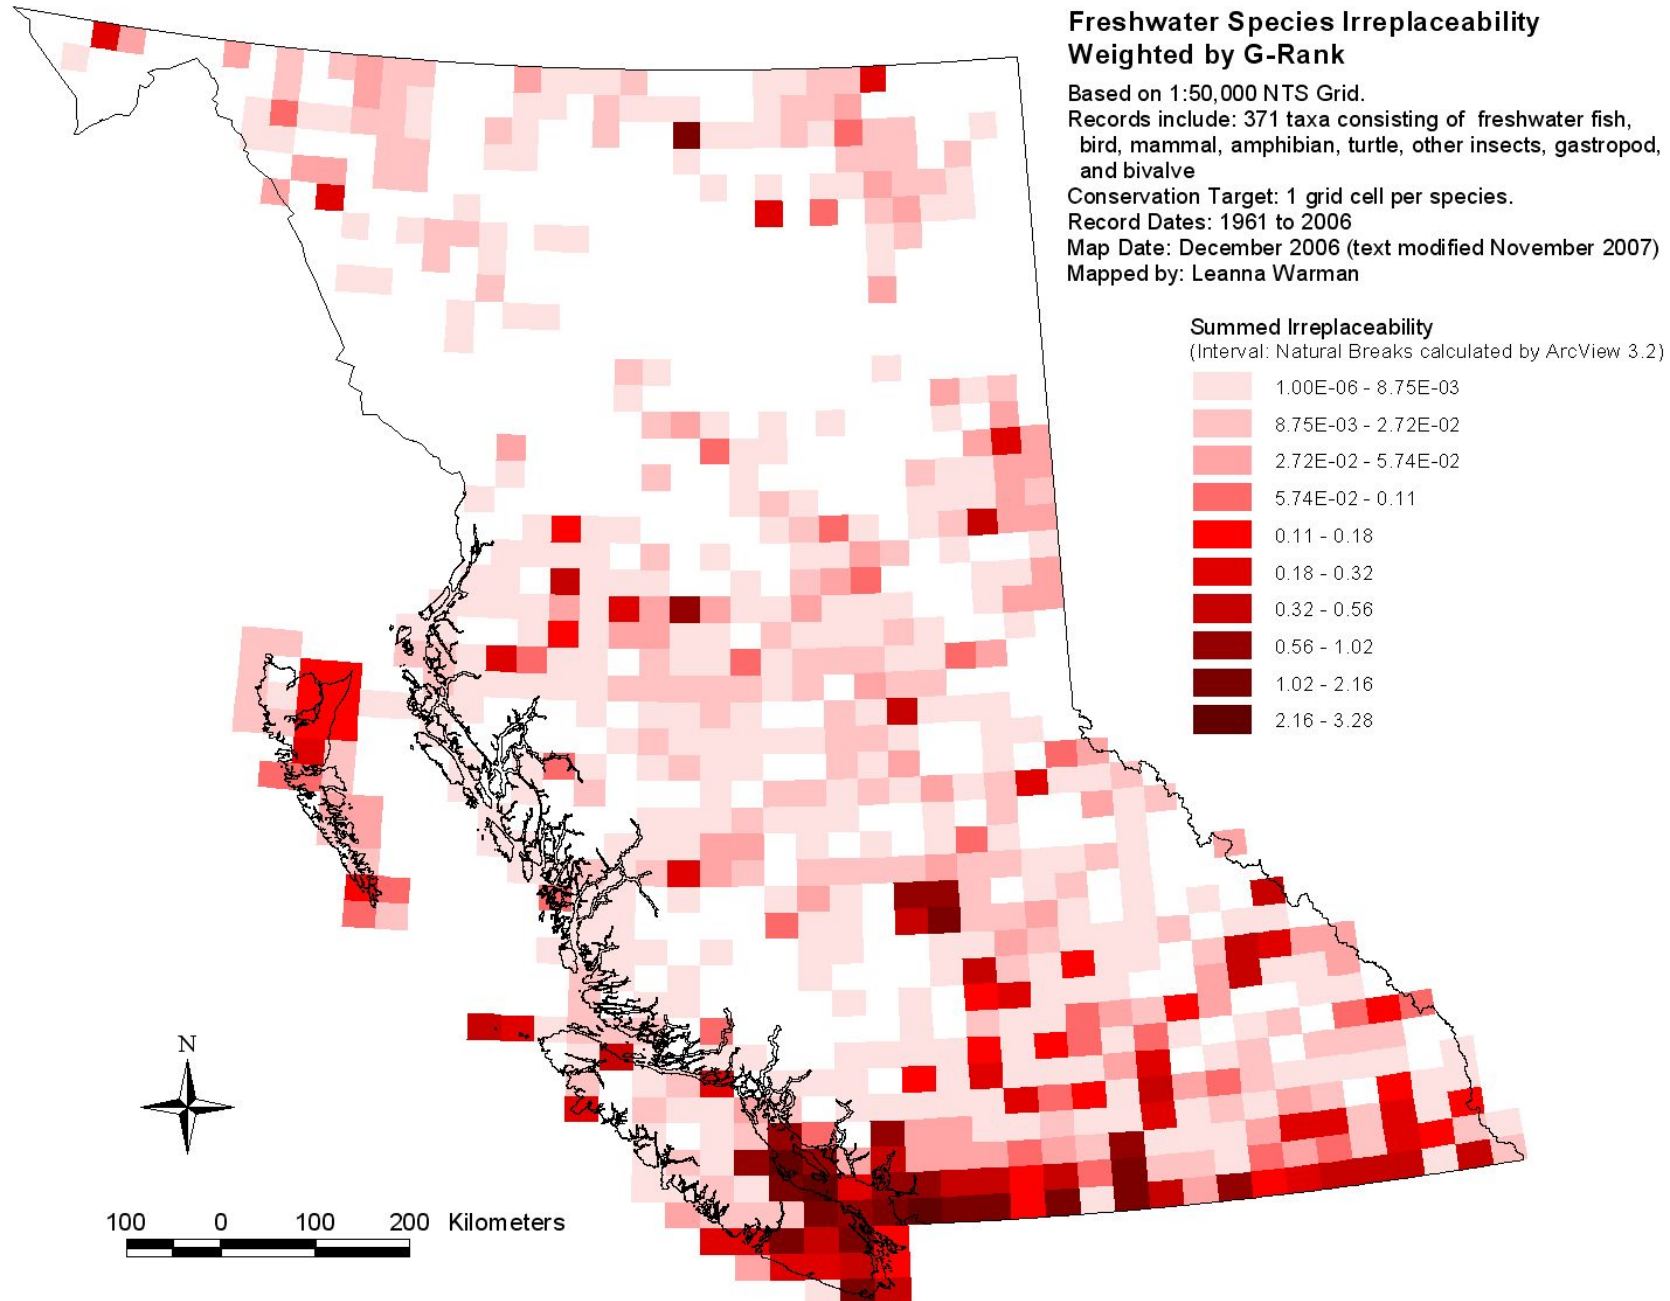 Freshwater Species Irreplaceability
Weighted by G-Rank
Based on 1:50,000 NTS Grid.
Records include: 371 taxa consisting of freshwater fish,
bird, mammal, amphibian, turtle, other insects, gastropod,
and bivalve
Conservation Target: 1 grid cell per species.
Record Dates: 1961 to 2006
Map Date: December 2006 (text modified November 2007)
Mapped by: Leanna Warman
Summed Irreplaceability
(Interval: Natural Breaks calculated by ArcView 3.2)
1.00E-06 - 8.75E-03
8.75E-03 - 2.72E-02
2.72E-02 - 5.74E-02
5.74E-02 - 0.11
0.11 - 0.18
0.18 - 0.32
0.32 - 0.56
0.56 - 1.02
1.02 - 2.16
2.16 - 3.28
N
100 0 100 200 Kilometers